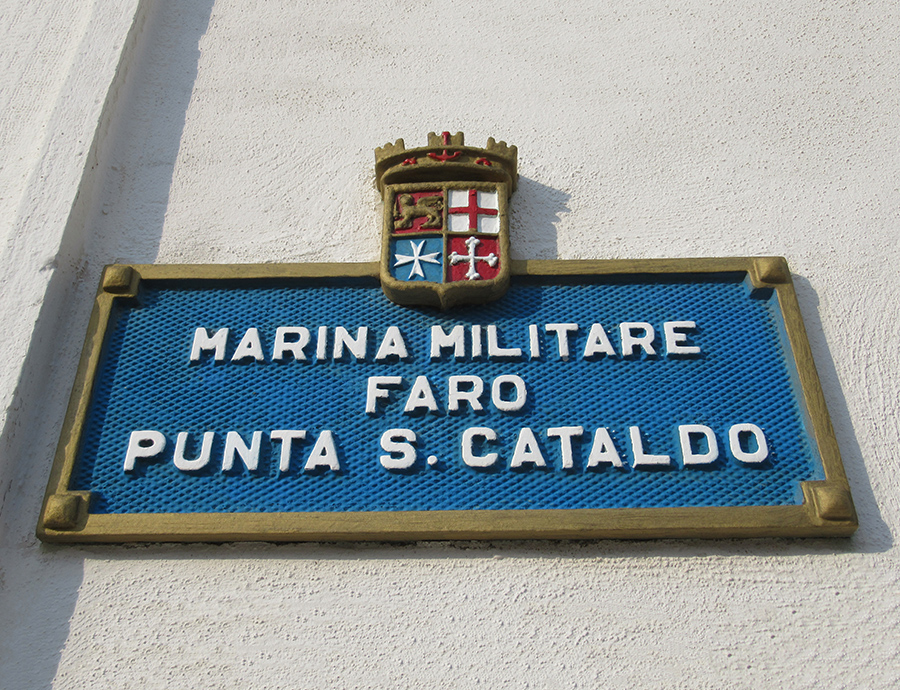 MARINA MILITARE
FARO
PUNTA S. CATALDO